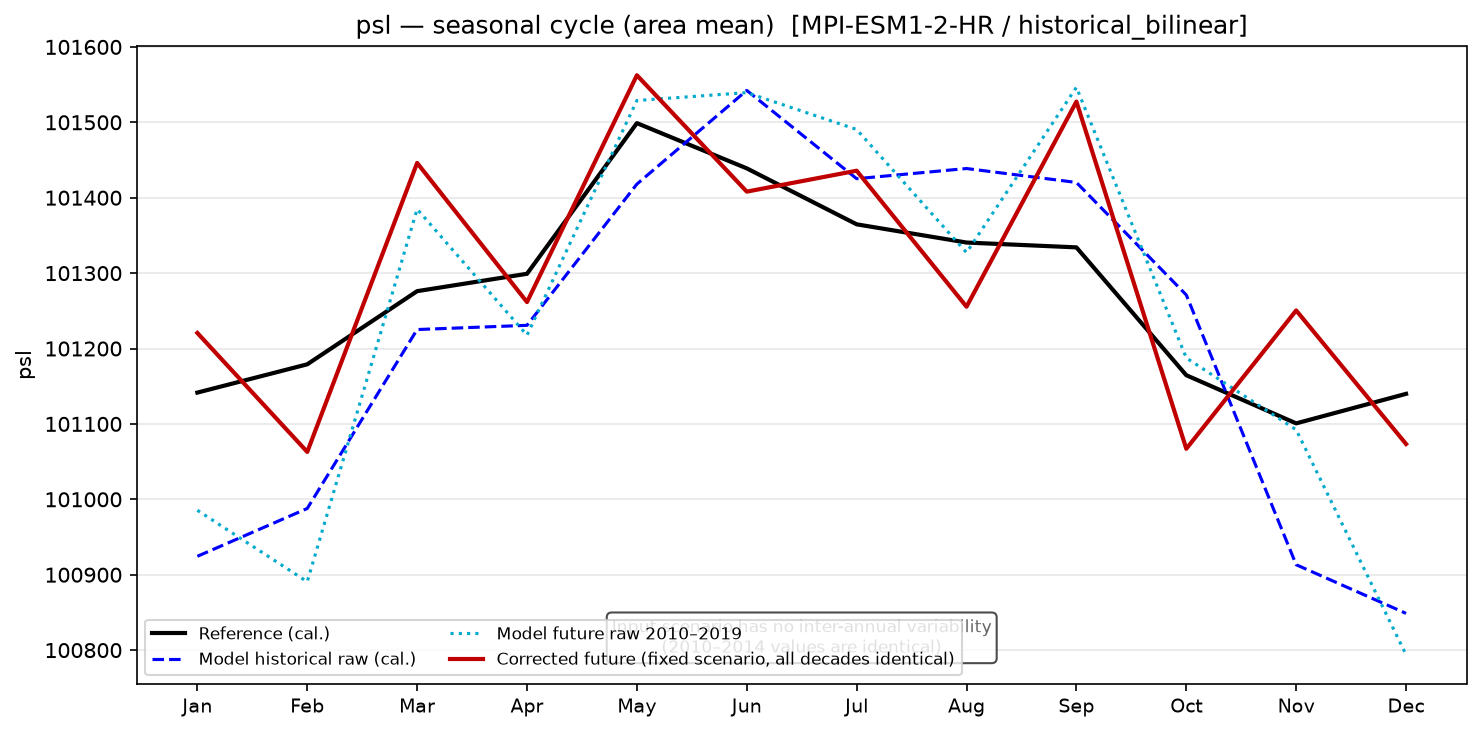 psl — seasonal cycle (area mean)  [MPI-ESM1-2-HR / historical_bilinear]
101600
101500
101400
101300
101200
101100
101000
100900
100800
psl
Input scenario has no inter-annual variability
(2010–2014 values are identical)
Reference (cal.)
Model historical raw (cal.)
Model future raw 2010–2019
Corrected future (fixed scenario, all decades identical)
Jan Feb Mar Apr May Jun Jul Aug Sep Oct Nov Dec